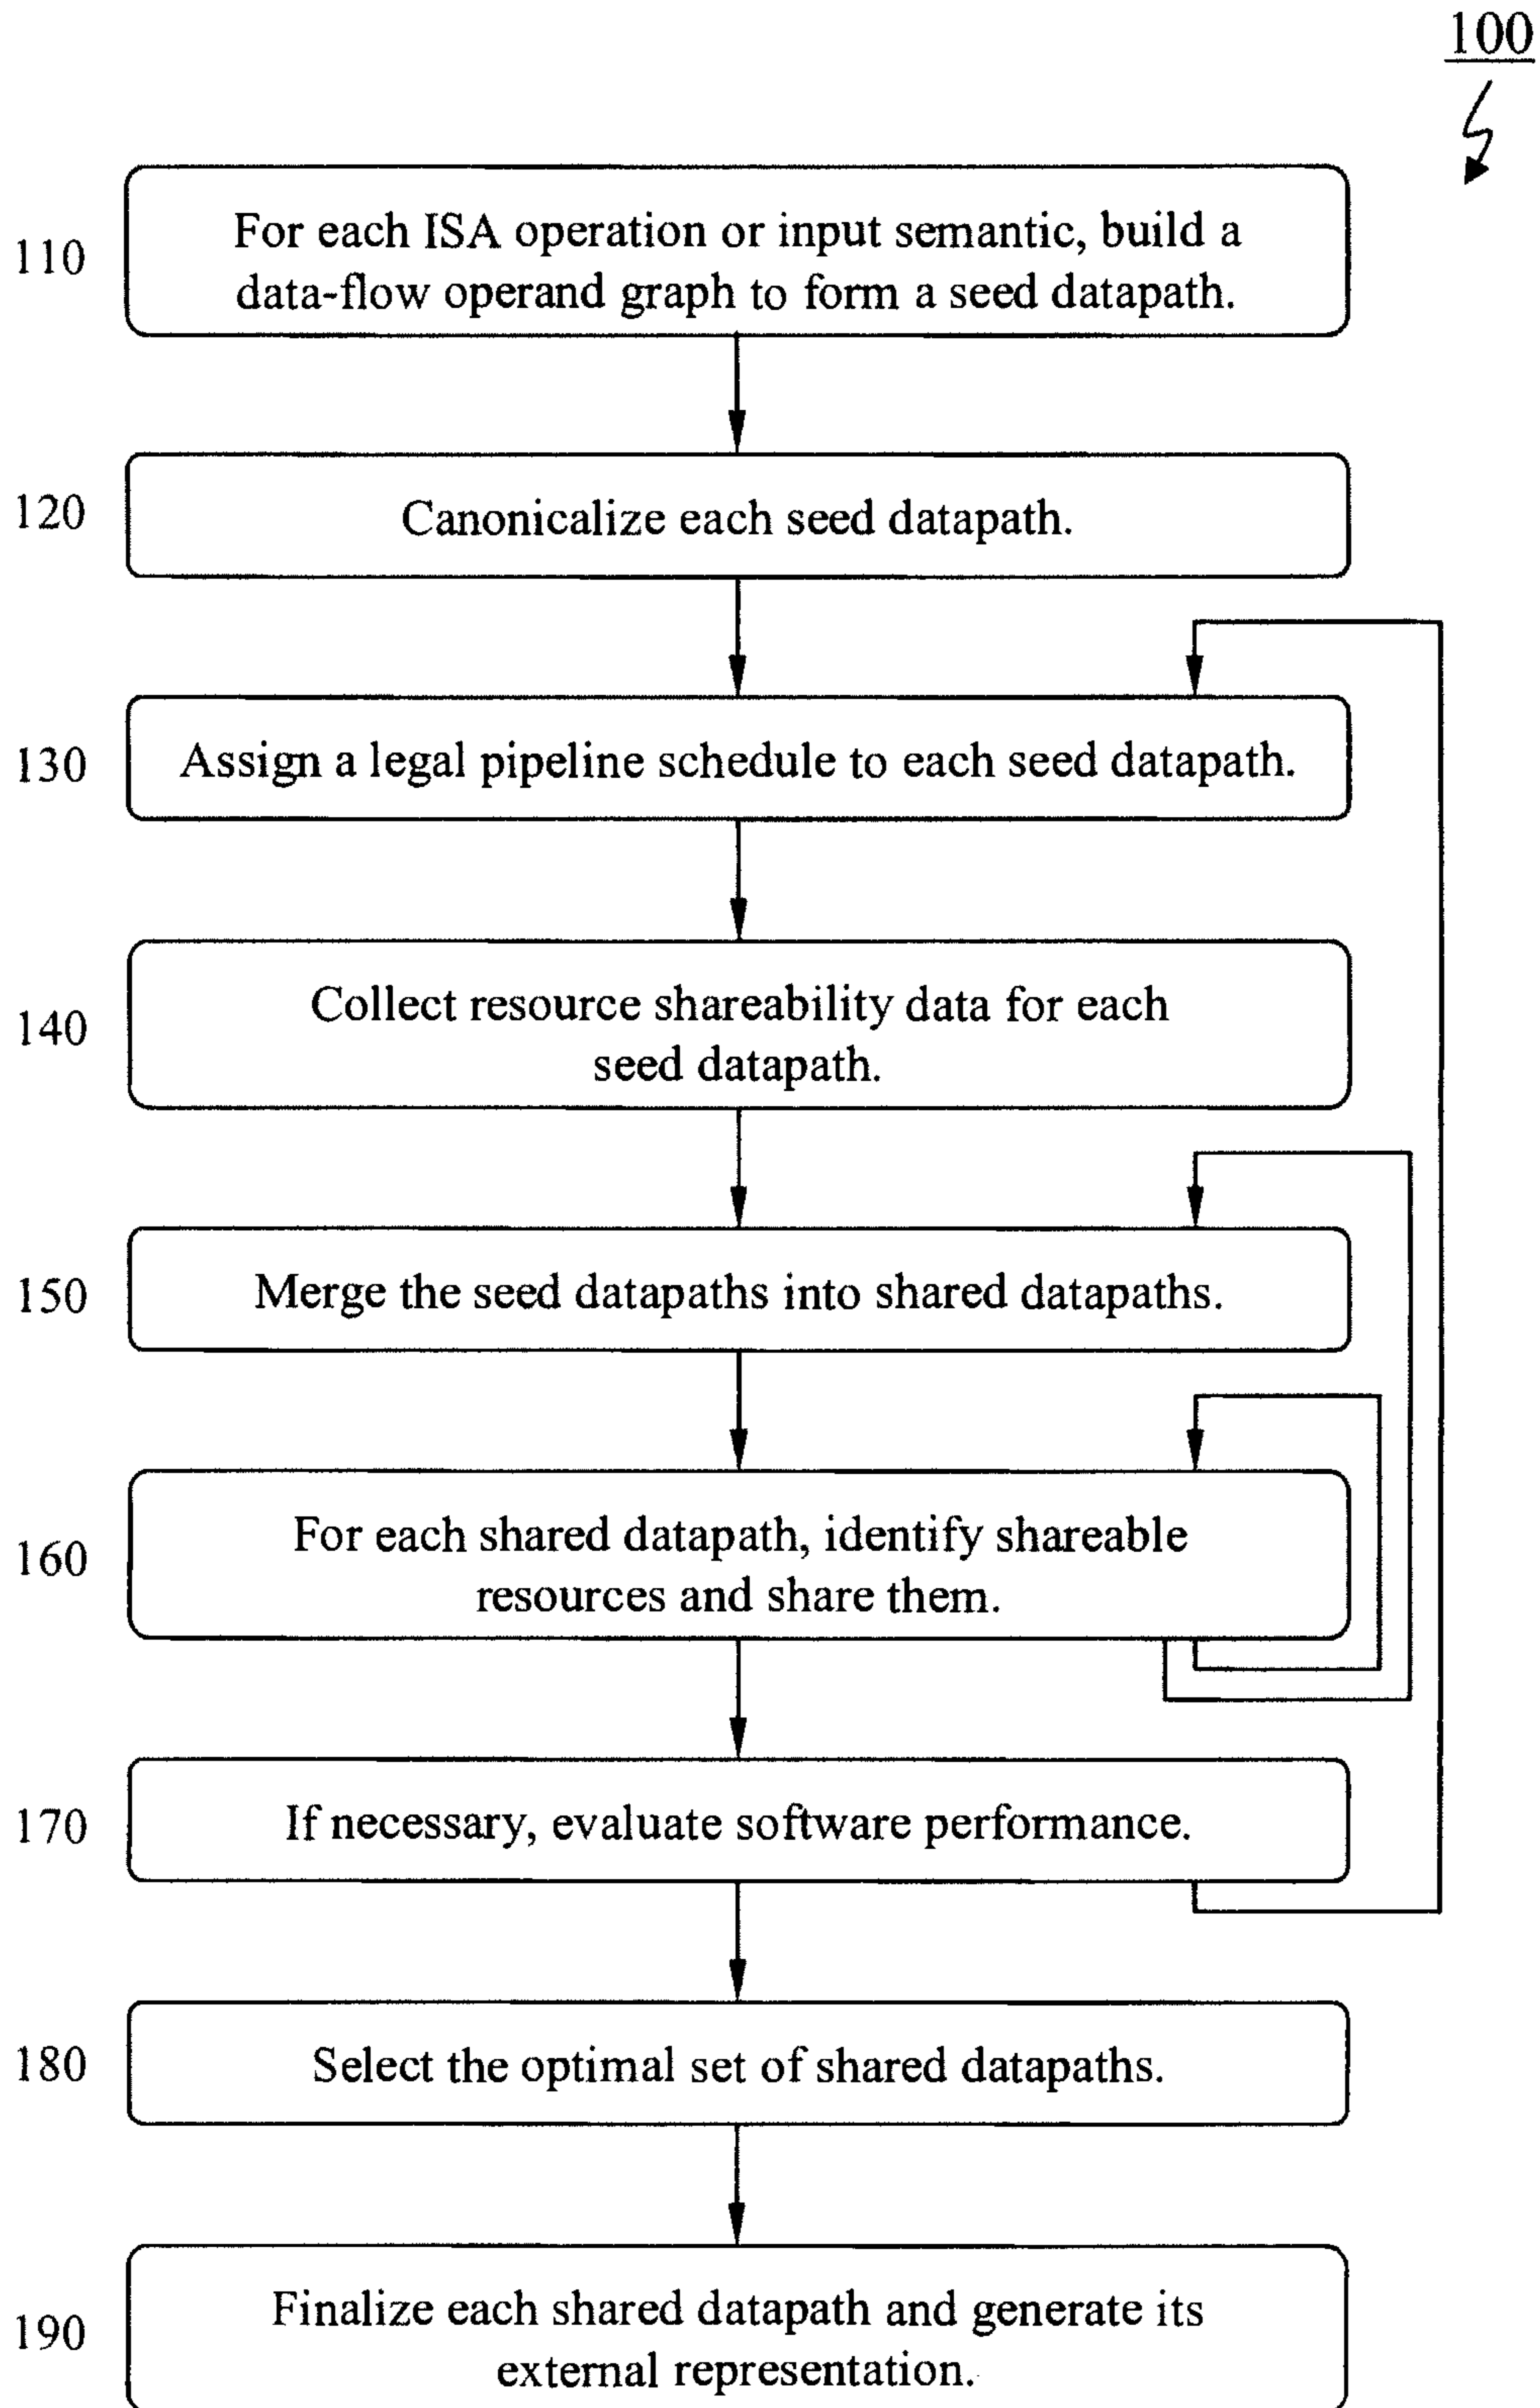 100
110
For each ISA operation or input semantic, build a
data-flow operand graph to form a seed datapath.
120
Canonicalize each seed datapath.
130
Assign a legal pipeline schedule to each seed datapath.
140
Collect resource shareability data for each
seed datapath.
150
Merge the seed datapaths into shared datapaths.
160
For each shared datapath, identify shareable
resources and share them.
170
If necessary, evaluate software performance.
180
Select the optimal set of shared datapaths.
190
Finalize each shared datapath and generate its
external representation.